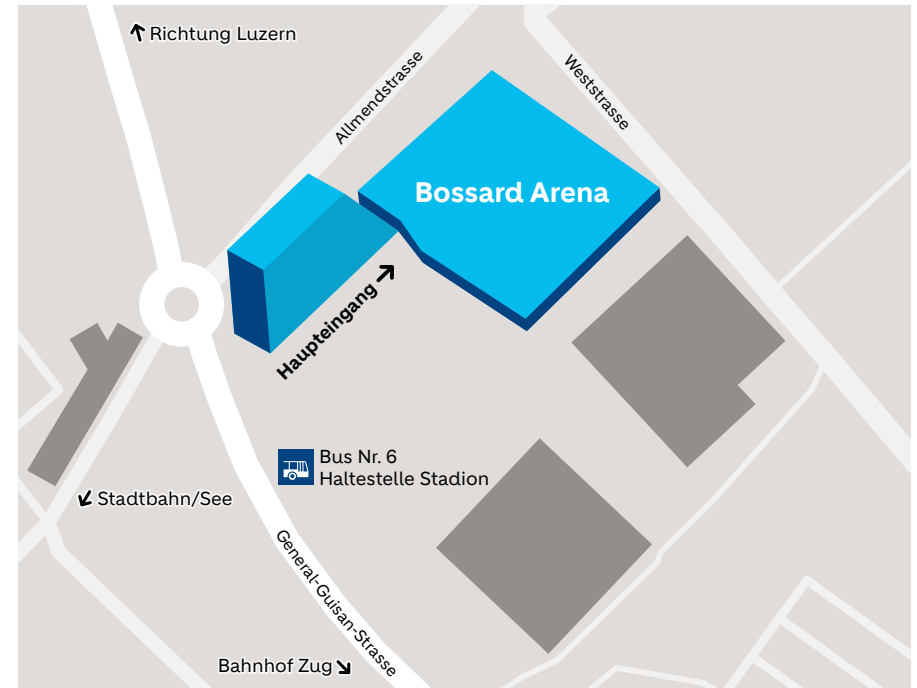 Richtung Luzern
Allmendstrasse
Weststrasse
Bossard Arena
Haupteingang
Bus Nr. 6
Haltestelle Stadion
Stadtbahn/See
General-Guisan-Strasse
Bahnhof Zug